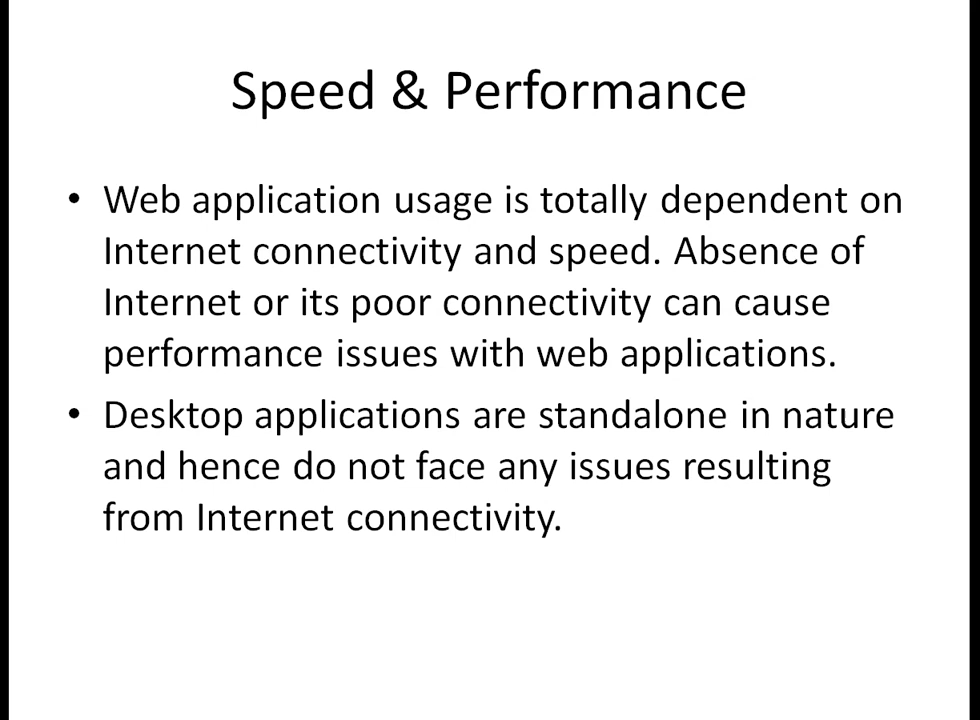 Speed & Performance
• Web application usage is totally dependent on
Internet connectivity and speed. Absence of
Internet or its poor connectivity can cause
performance issues with web applications.
• Desktop applications are standalone in nature
and hence do not face any issues resulting
from Internet connectivity.